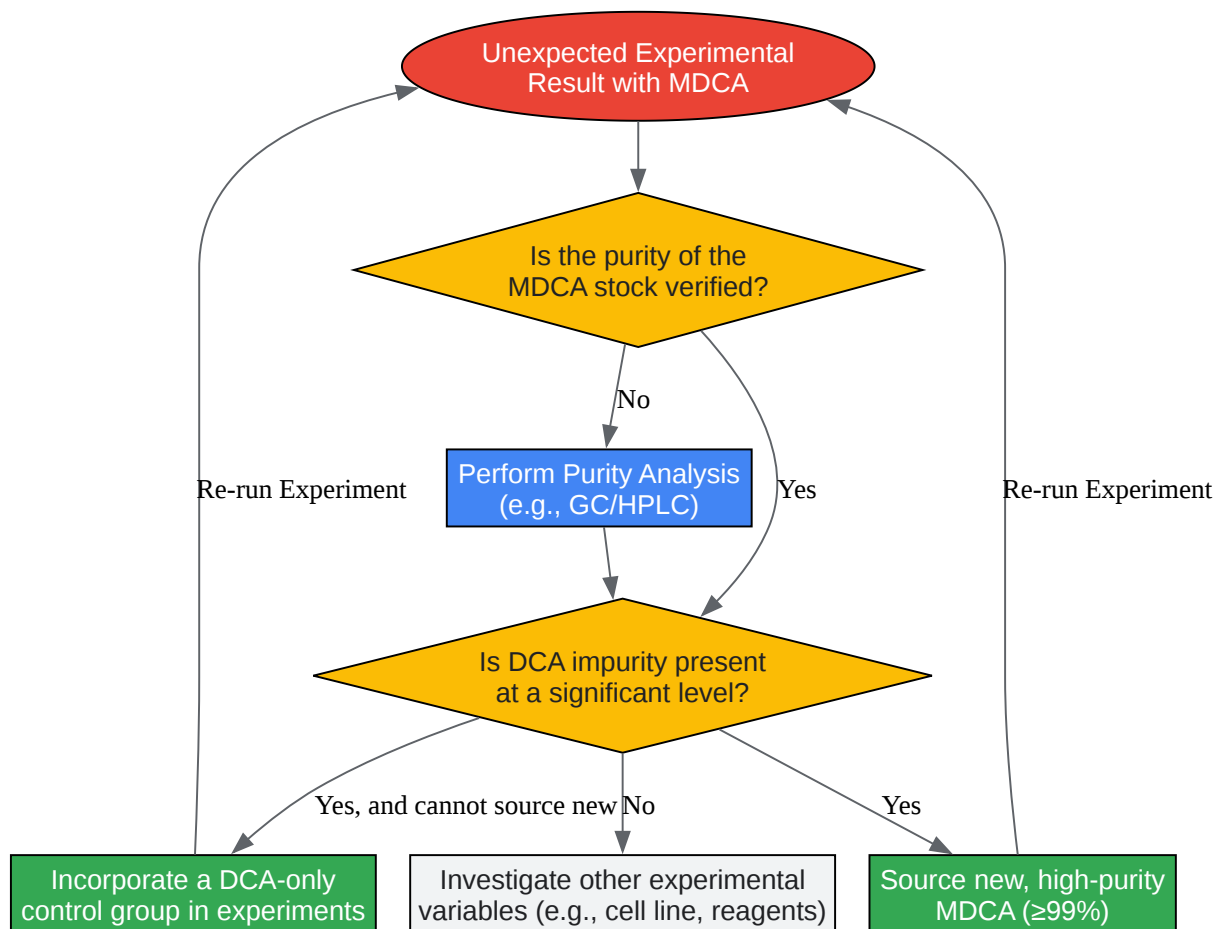 Unexpected Experimental
Result with MDCA
Is the purity of the
MDCA stock verified?
No
Perform Purity Analysis
(e.g., GC/HPLC)
Re-run Experiment
Yes
Re-run Experiment
Is DCA impurity present
at a significant level?
Yes, and cannot source new
No
Yes
Incorporate a DCA-only
control group in experiments
Investigate other experimental
variables (e.g., cell line, reagents)
Source new, high-purity
MDCA (≥99%)